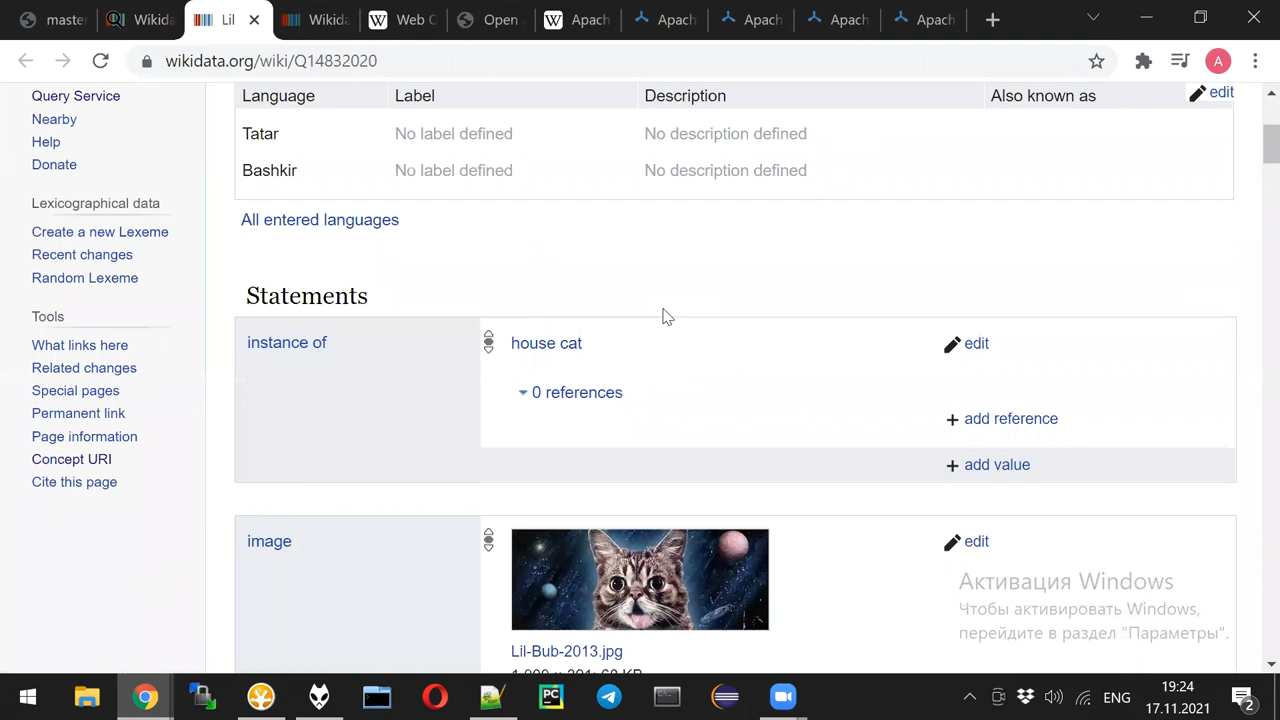 maste
Wikida
Lil
Wikida
Web C
Open
Apach
Apach
Apach
Apach
Apach
wikidata.org/wiki/Q14832020
A
Query Service
Nearby
Help
Donate
Lexicographical data
Create a new Lexeme
Recent changes
Random Lexeme
Tools
What links here
Related changes
Special pages
Permanent link
Page information
Concept URI
Cite this page
Language Label Description Also known as edit
Tatar No label defined No description defined
Bashkir No label defined No description defined
All entered languages
Statements
instance of house cat edit
0 references
+ add reference
+ add value
image edit
Lil-Bub-2013.jpg
Активация Windows
Чтобы активировать Windows,
перейдите в раздел "Параметры".
ENG
19:24
17.11.2021
2